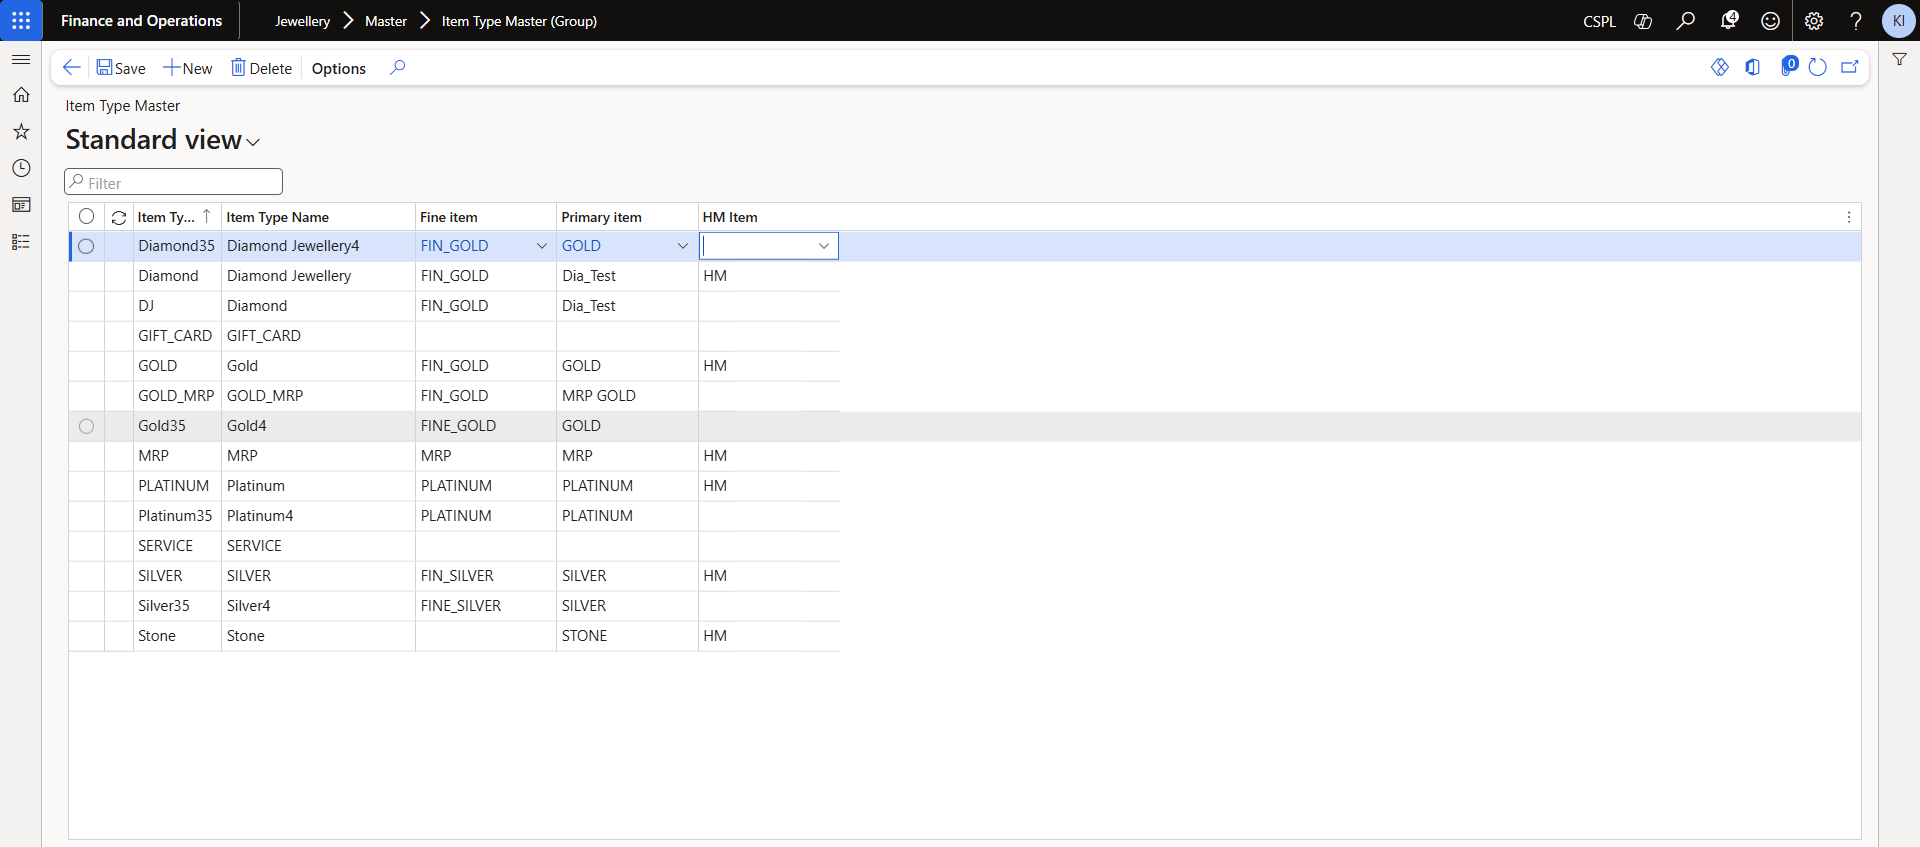 Finance and Operations Jewellery Master Item Type Master (Group) CSPL 4 KI
Save New Delete Options 0
Item Type Master
Standard view
Filter
Item Ty... Item Type Name Fine item Primary item HM Item
Diamond35 Diamond Jewellery4 FIN_GOLD GOLD
Diamond Diamond Jewellery FIN_GOLD Dia_Test HM
DJ Diamond FIN_GOLD Dia_Test
GIFT_CARD GIFT_CARD
GOLD Gold FIN_GOLD GOLD HM
GOLD_MRP GOLD_MRP FIN_GOLD MRP GOLD
Gold35 Gold4 FINE_GOLD GOLD
MRP MRP MRP MRP HM
PLATINUM Platinum PLATINUM PLATINUM HM
Platinum35 Platinum4 PLATINUM PLATINUM
SERVICE SERVICE
SILVER SILVER FIN_SILVER SILVER HM
Silver35 Silver4 FINE_SILVER SILVER
Stone Stone STONE HM